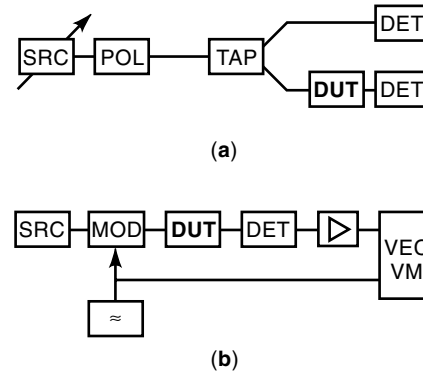 DET
SRC POL TAP
DUT DET
(a)
SRC MOD DUT DET
VEC
VM
≈
(b)